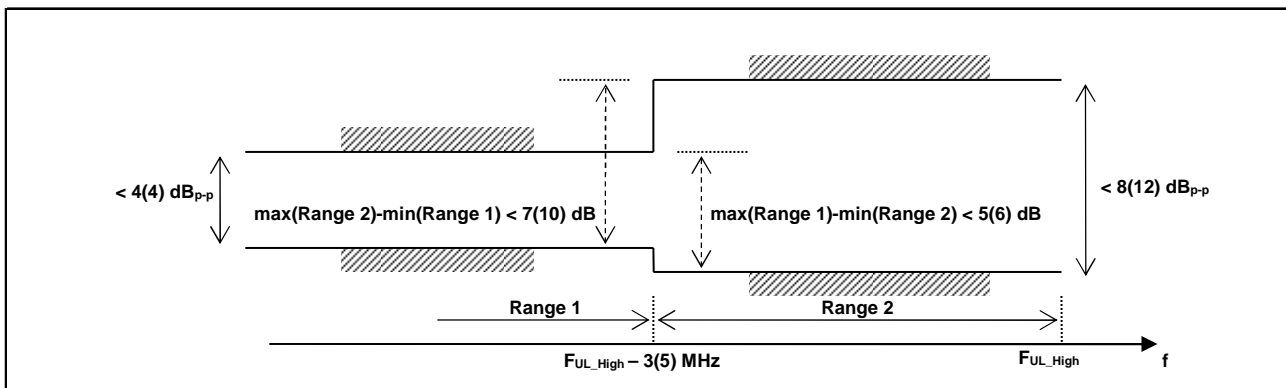 < 4(4) dBp-p
max(Range 2)-min(Range 1) < 7(10) dB
max(Range 1)-min(Range 2) < 5(6) dB
< 8(12) dBp-p
Range 1
Range 2
FUL_High – 3(5) MHz
FUL_High
f